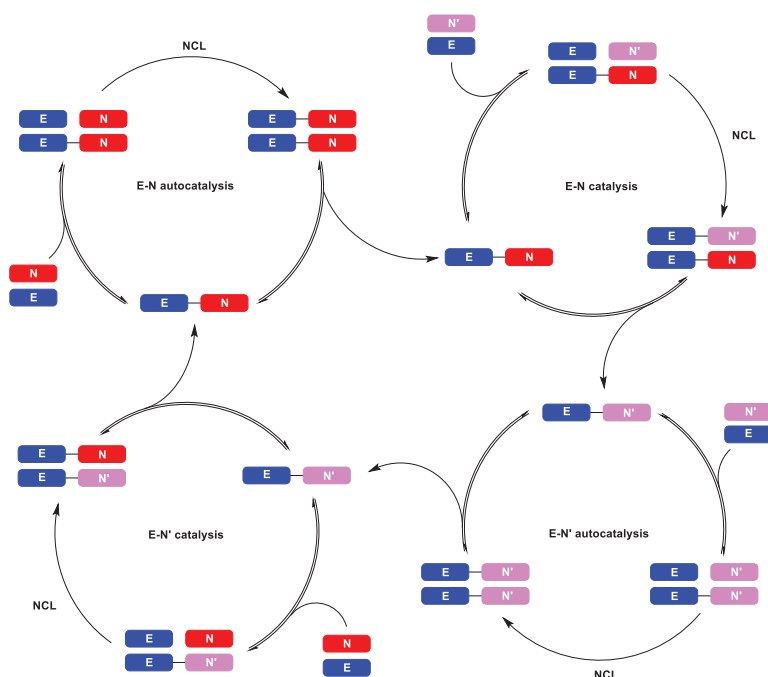 NCL
E N
E N
E N
E N
E-N autocatalysis
N
E
E N
N'
E
E N'
E N
NCL
E-N catalysis
E N
E N'
E N
E N'
N'
E
E-N' autocatalysis
E N'
E N'
E N'
E N'
NCL
E N
E N'
E N'
E-N' catalysis
NCL
E N
E N'
N
E